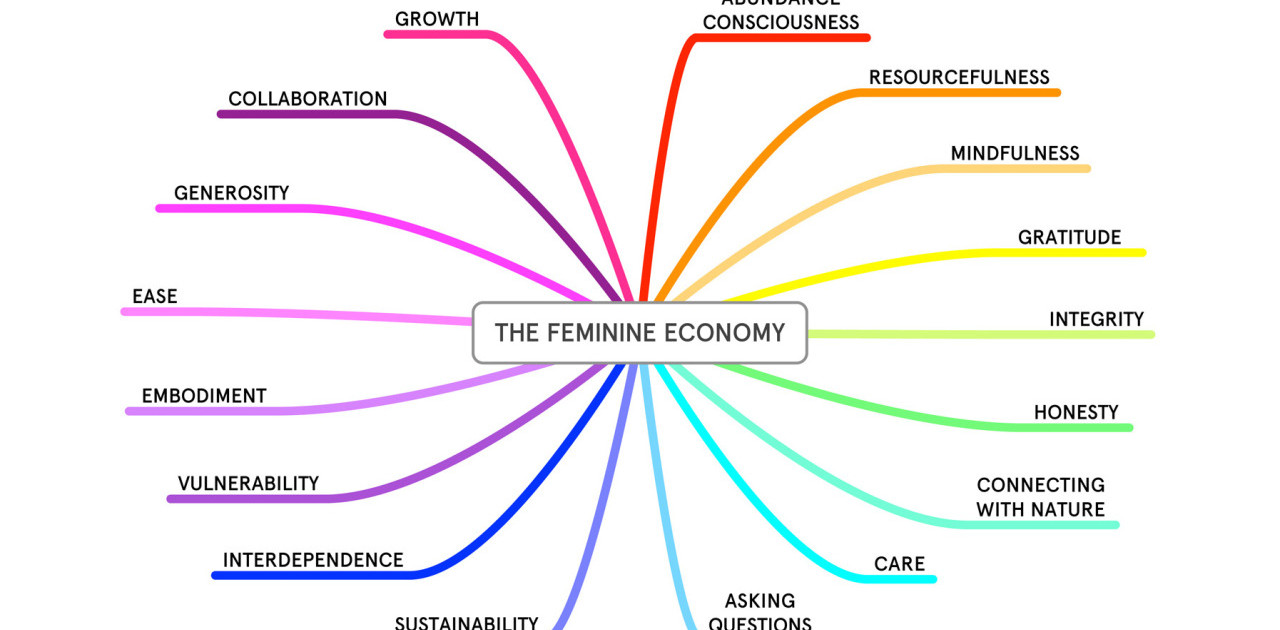 ABUNDANCE
CONSCIOUSNESS
GROWTH
RESOURCEFULNESS
COLLABORATION
MINDFULNESS
GENEROSITY
GRATITUDE
EASE
INTEGRITY
THE FEMININE ECONOMY
EMBODIMENT
HONESTY
VULNERABILITY
CONNECTING
WITH NATURE
INTERDEPENDENCE
CARE
ASKING
QUESTIONS
SUSTAINABILITY